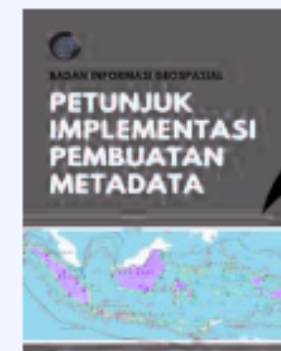 BADAN INFORMASI GEOSPASIAL
PETUNJUK
IMPLEMENTASI
PEMBUATAN
METADATA